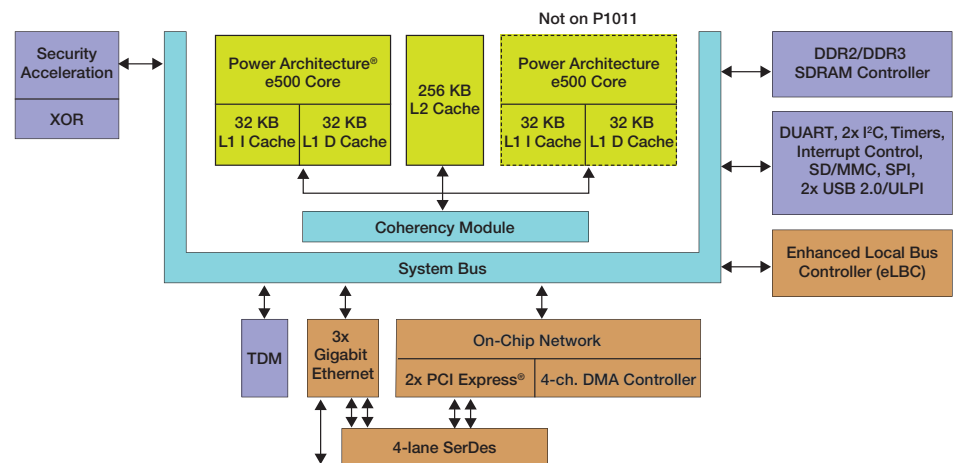 Not on P1011
Security
Acceleration
XOR
Power Architecture®
e500 Core
32 KB
L1 I Cache
32 KB
L1 D Cache
256 KB
L2 Cache
Power Architecture
e500 Core
32 KB
L1 I Cache
32 KB
L1 D Cache
DDR2/DDR3
SDRAM Controller
DUART, 2x I²C, Timers,
Interrupt Control,
SD/MMC, SPI,
2x USB 2.0/ULPI
Coherency Module
System Bus
Enhanced Local Bus
Controller (eLBC)
TDM
3x
Gigabit
Ethernet
On-Chip Network
2x PCI Express®
4-ch. DMA Controller
4-lane SerDes